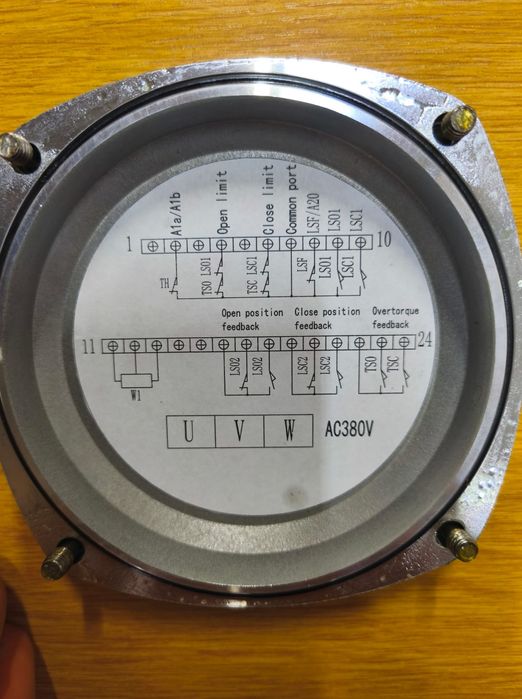 A1a/A1b
Open limit
Close limit
Common port
LSF/A20
LSO1
LSC1
1
10
TH
TSO LSO1
TSC LSC1
LSF
LSO1
LSC1
Open position feedback
Close position feedback
Overtorque feedback
11
24
W1
LSO2
LSO2
LSC2
LSC2
TSO
TSC
U V W AC380V